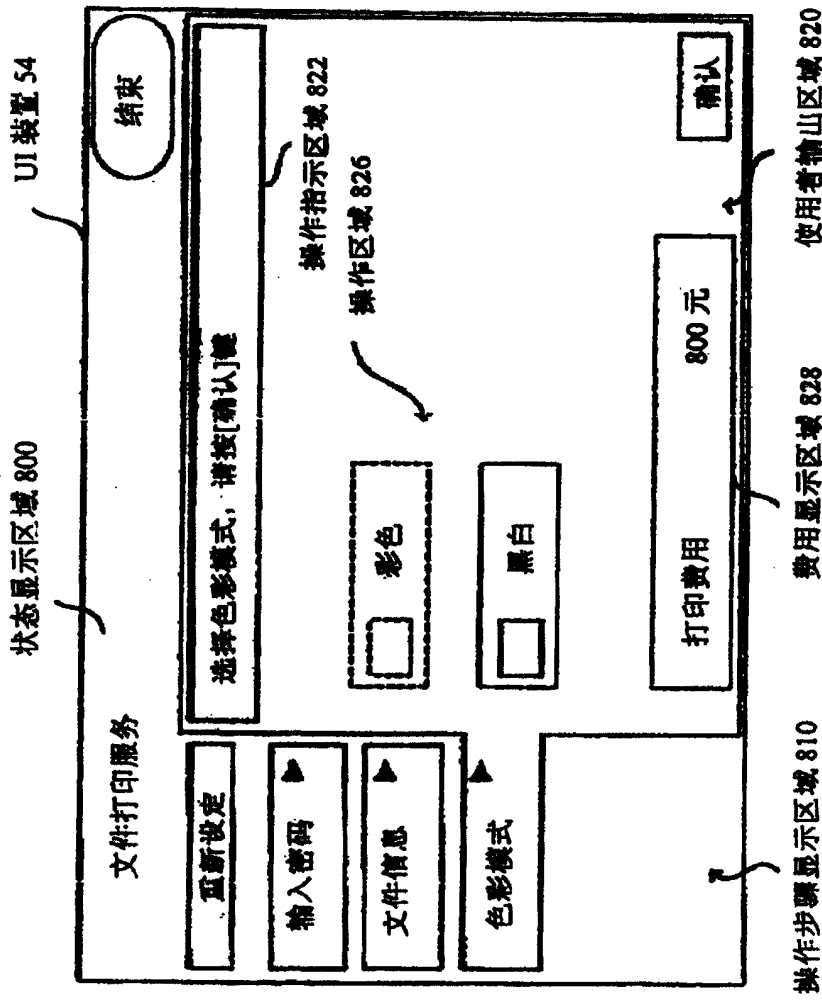 UI 装置 54
状态显示区域 800
文件打印服务
结束
重新设定
选择色彩模式，请按[确认]键
操作指示区域 822
操作区域 826
输入密码
文件信息
色彩模式
彩色
黑白
打印费用 800 元
确认
操作步骤显示区域 810
费用显示区域 828
使用者输出区域 820